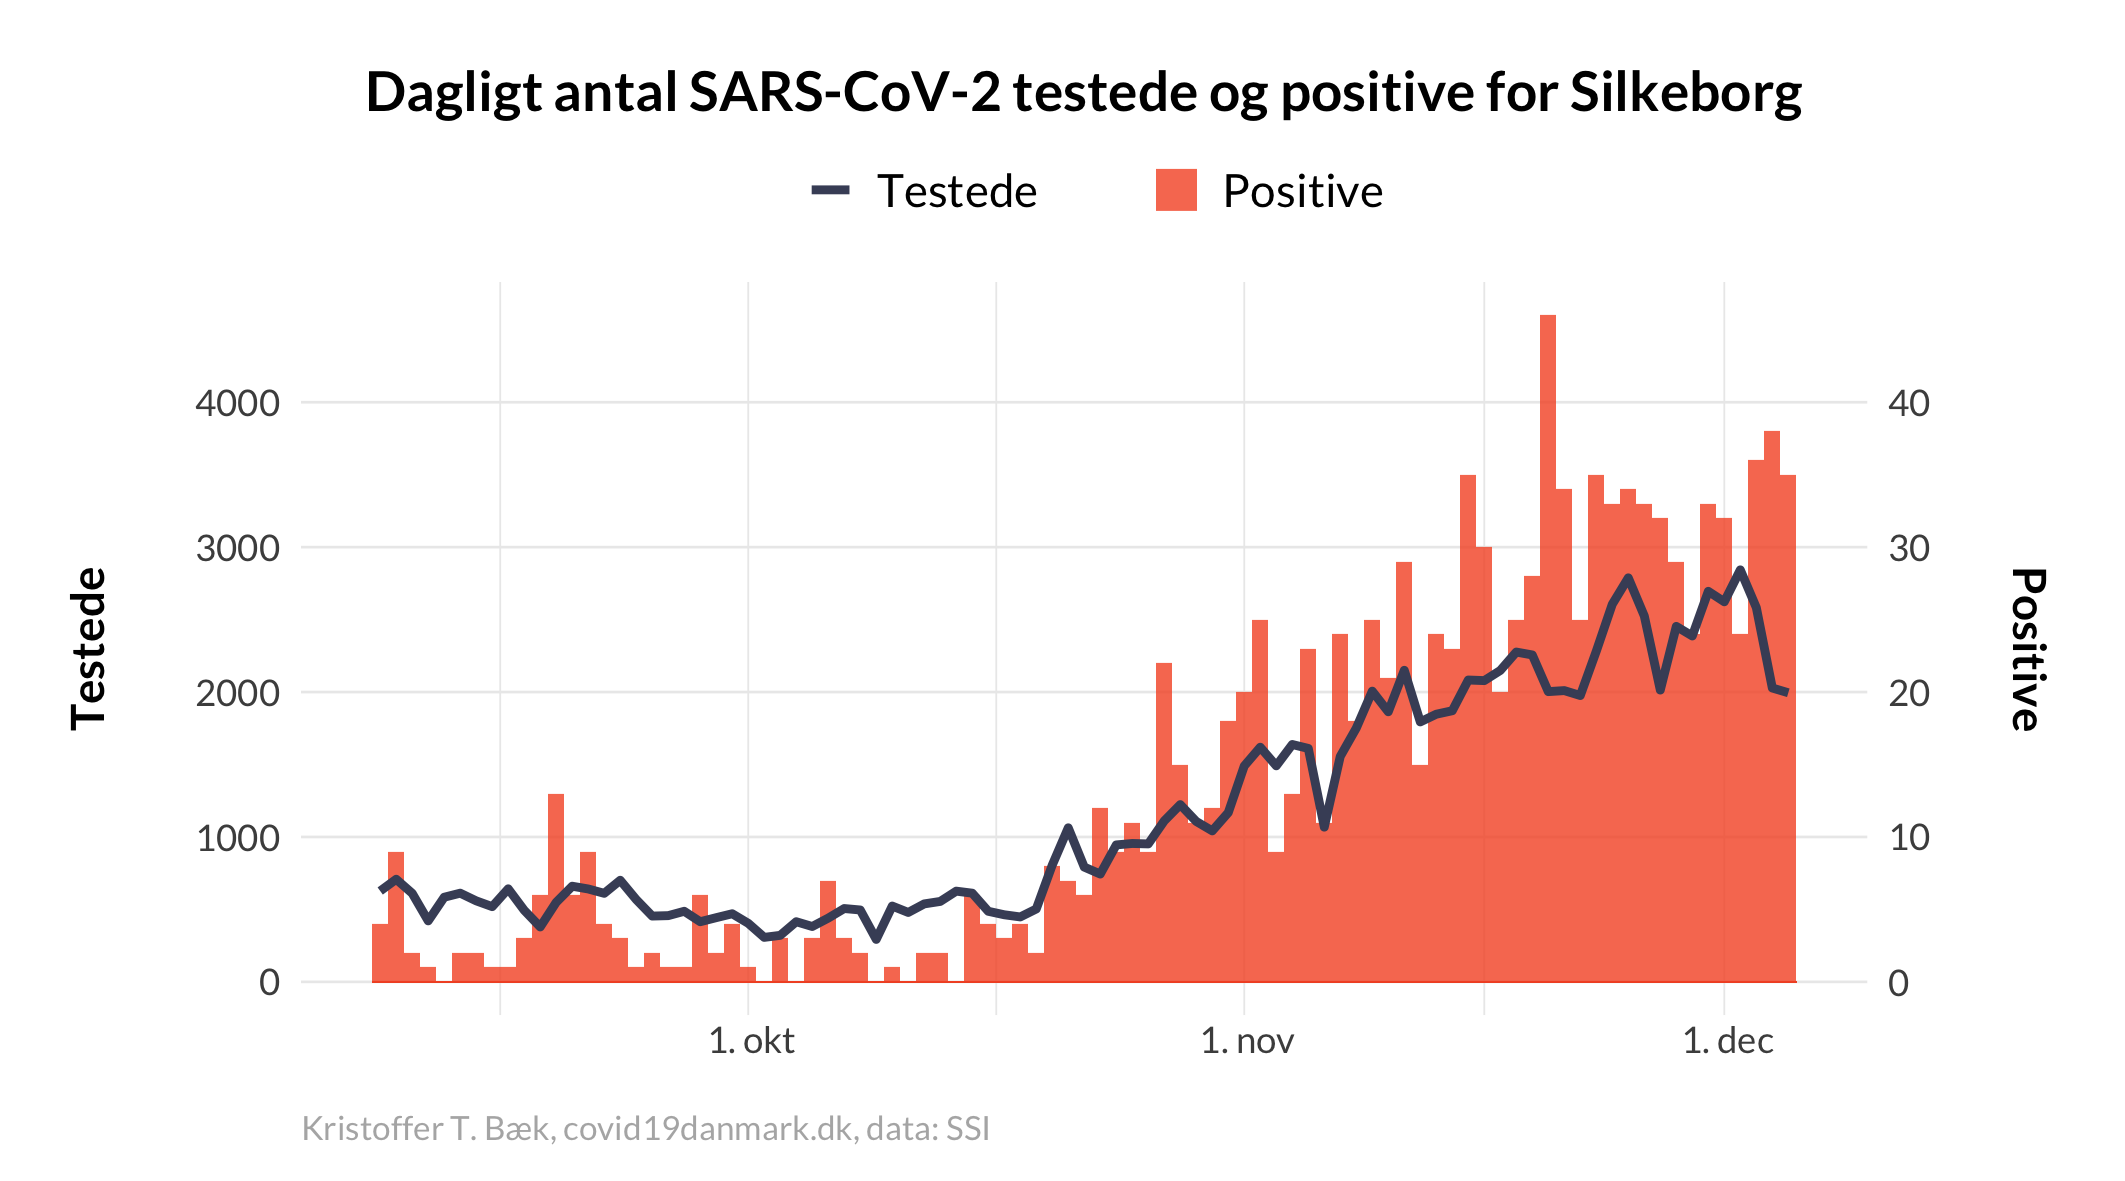 Dagligt antal SARS-CoV-2 testede og positive for Silkeborg
Testede Positive
Testede
4000
3000
2000
1000
0
40
30
20
10
0
Positive
1. okt 1. nov 1. dec
Kristoffer T. Bæk, covid19danmark.dk, data: SSI